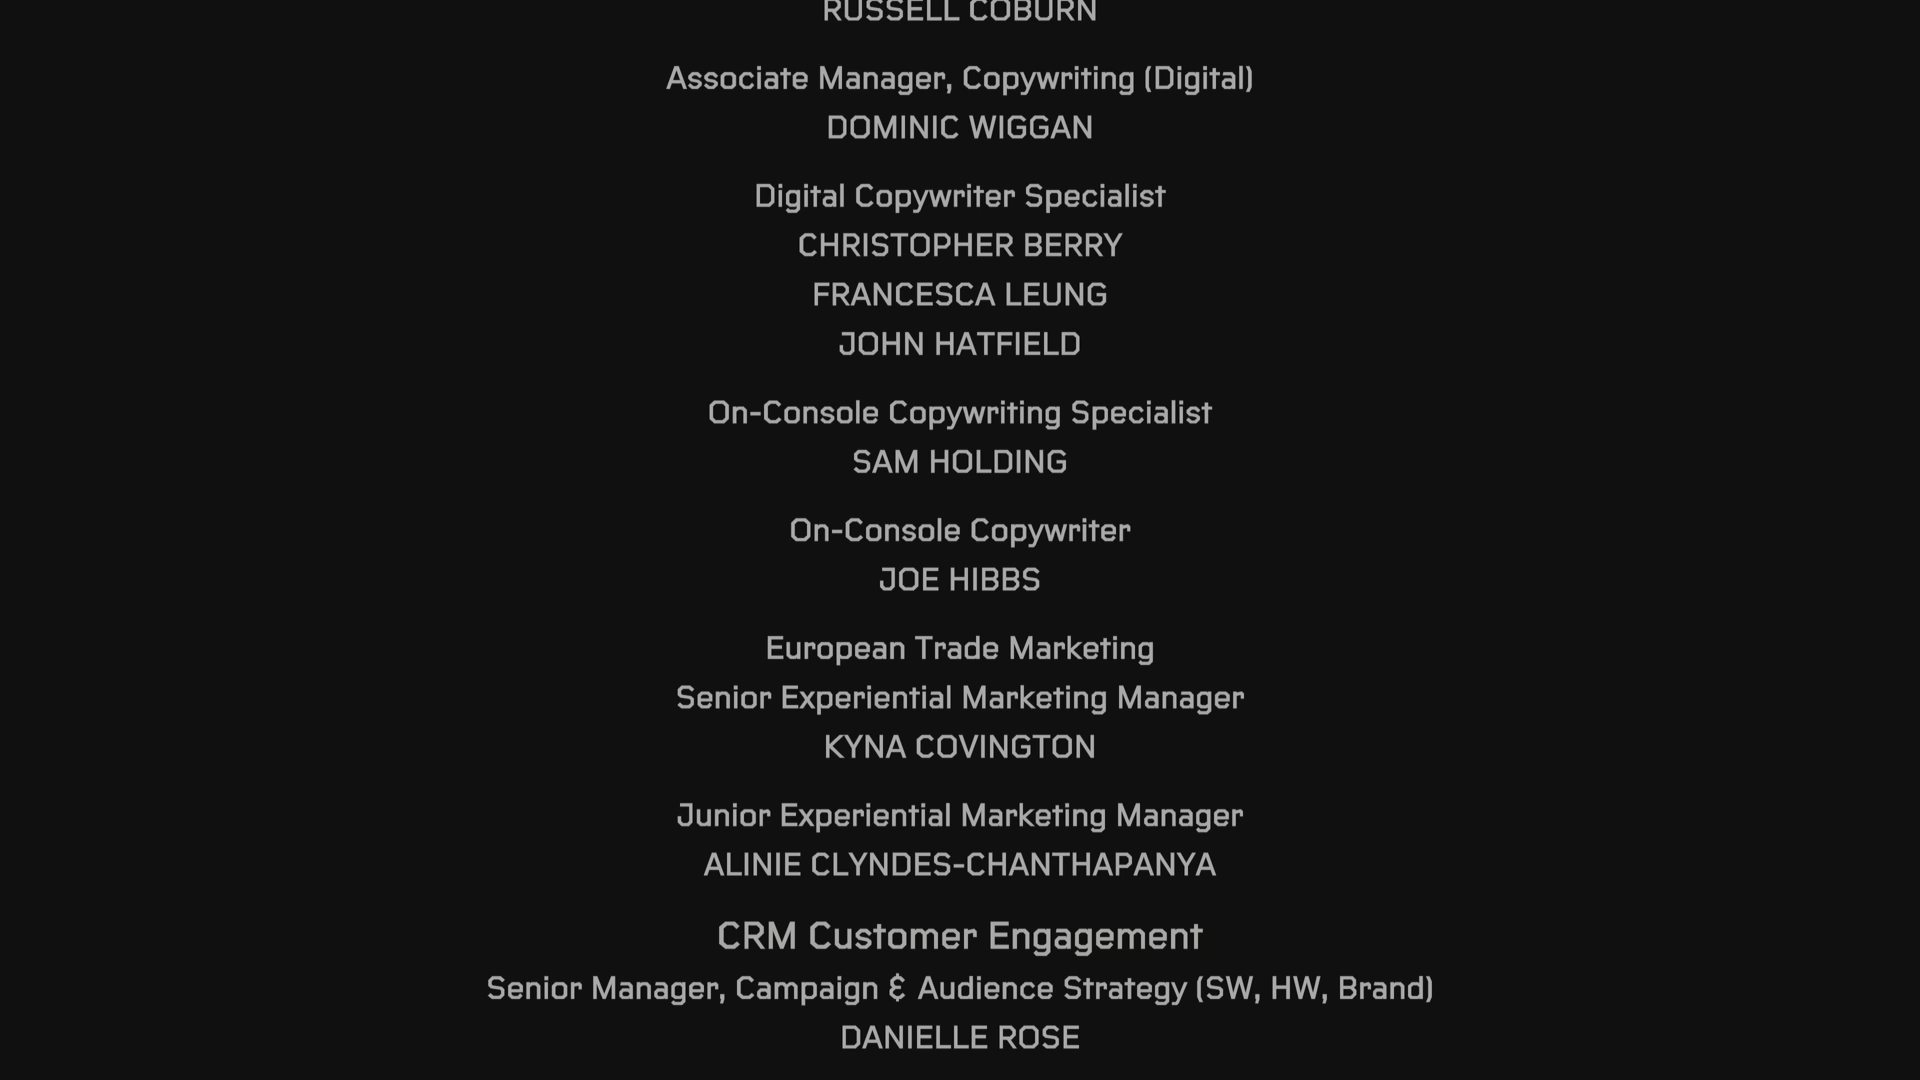 RUSSELL COBURN
Associate Manager, Copywriting (Digital)
DOMINIC WIGGAN
Digital Copywriter Specialist
CHRISTOPHER BERRY
FRANCESCA LEUNG
JOHN HATFIELD
On-Console Copywriting Specialist
SAM HOLDING
On-Console Copywriter
JOE HIBBS
European Trade Marketing
Senior Experiential Marketing Manager
KYNA COVINGTON
Junior Experiential Marketing Manager
ALINIE CLYNDES-CHANTHAPANYA
CRM Customer Engagement
Senior Manager, Campaign & Audience Strategy (SW, HW, Brand)
DANIELLE ROSE